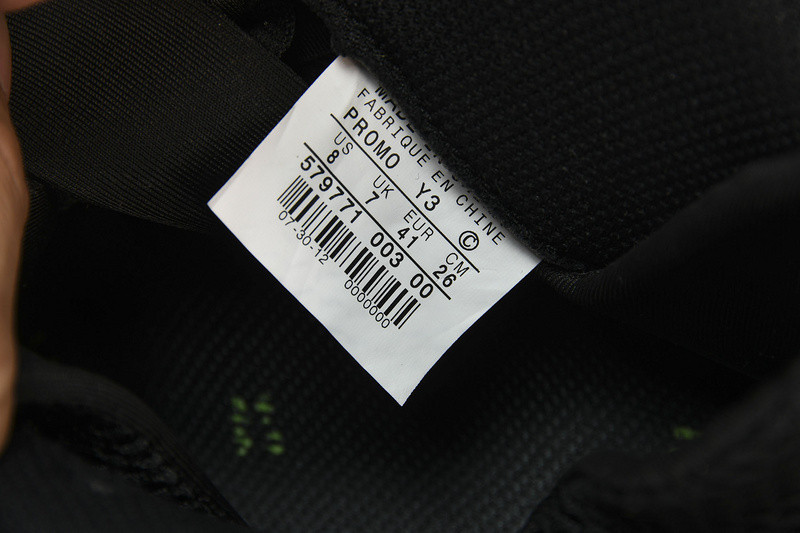 FABRIQUE EN CHINE
PROMO Y3 ©
US UK EUR CM
8 7 41 26
579771 003 00
07-30-12 0000000